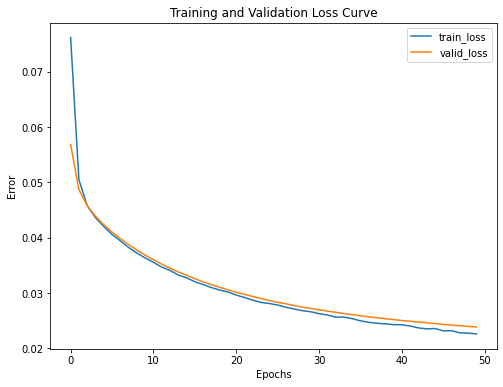 Training and Validation Loss Curve
train_loss
valid_loss
0.07
0.06
0.05
0.04
0.03
0.02
Error
0
10
20
30
40
50
Epochs